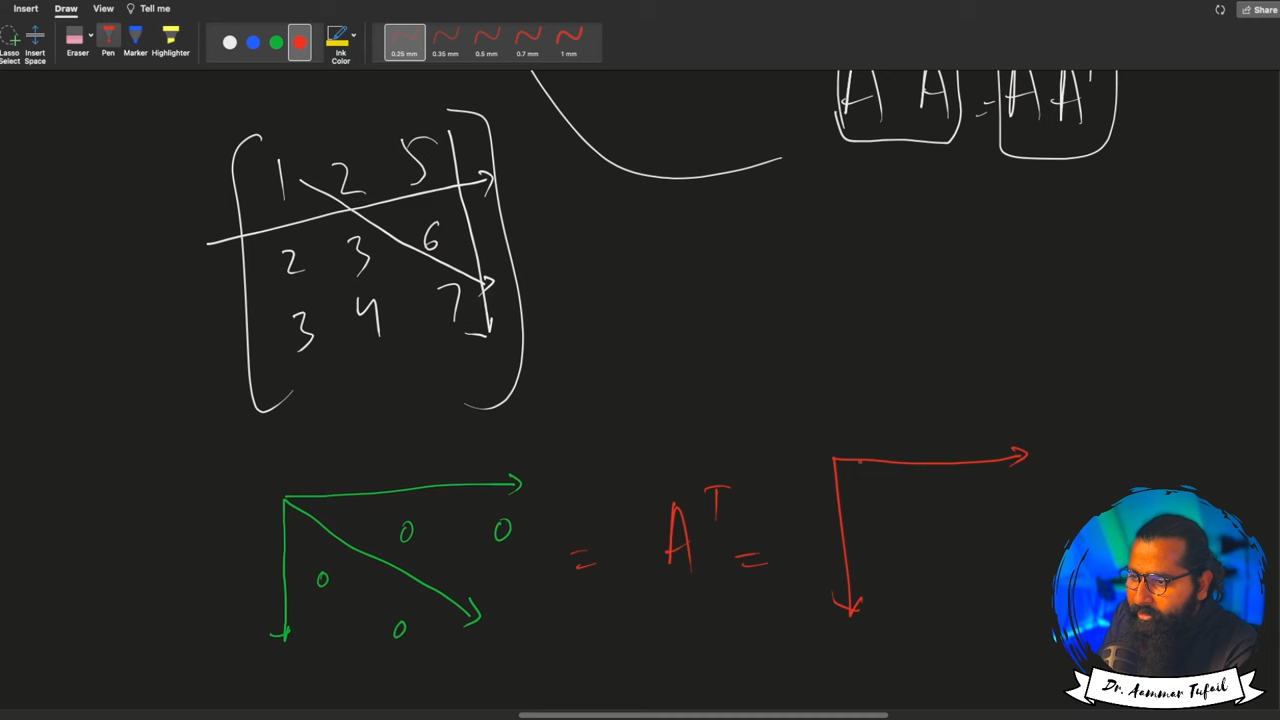 Insert Draw View Tell me Share
Lasso Select Insert Space Eraser Pen Marker Highlighter Ink Color 0.25 mm 0.35 mm 0.5 mm 0.7 mm 1 mm
A A = A A
1 2 5
2 3 6
3 4 7
0 0
0
0
= A^T =
Dr. Aammar Tufail